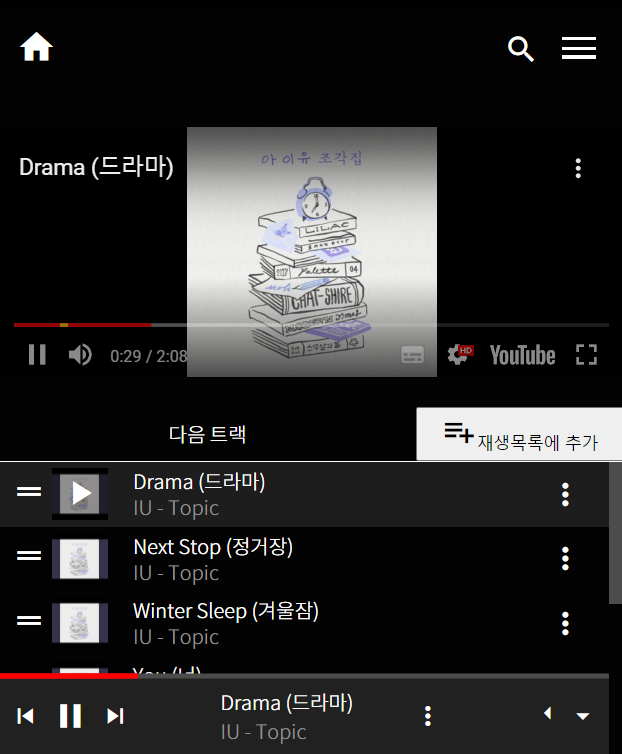 Drama (드라마)
아이유 조각집
LILAC
Palette
04
CHAT-SHIRE
0:29 / 2:08
HD
YouTube
다음 트랙
재생목록에 추가
Drama (드라마)
IU - Topic
Next Stop (정거장)
IU - Topic
Winter Sleep (겨울잠)
IU - Topic
You (너)
Drama (드라마)
IU - Topic